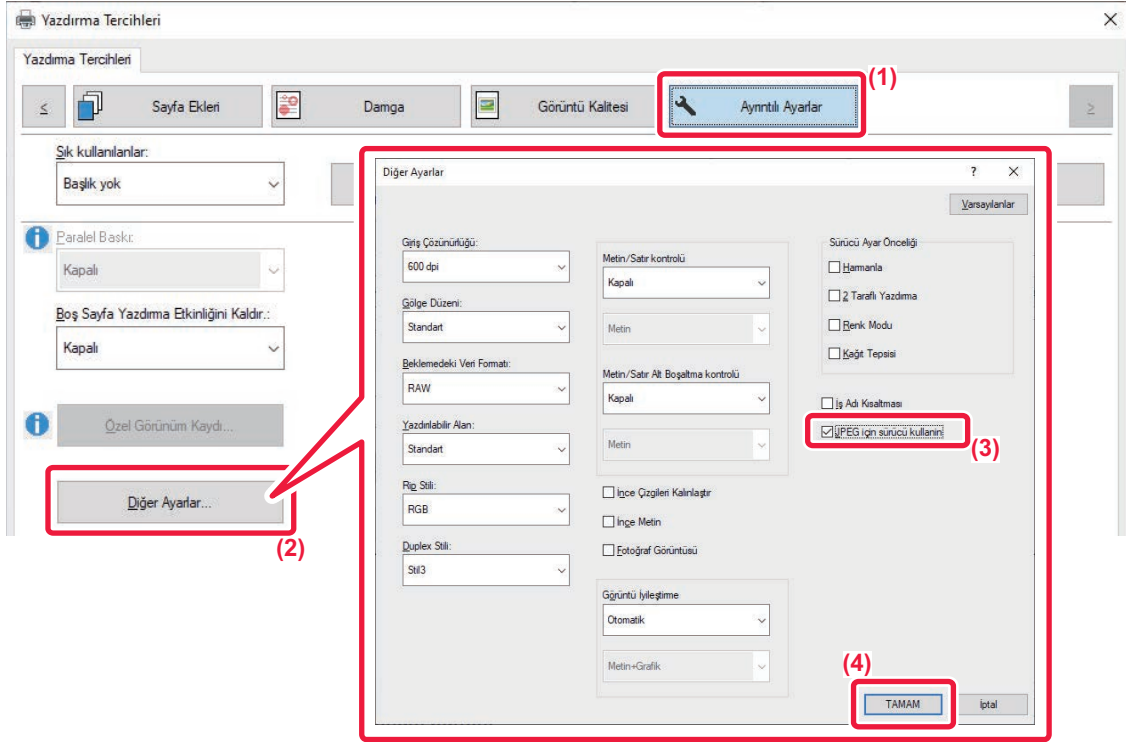 Yazdırma Tercihleri
Yazdırma Tercihleri
(1)
<
Sayfa Ekleri
Damga
Görüntü Kalitesi
Ayrıntılı Ayarlar
>
Sık kullanılanlar:
Başlık yok
Paralel Baskı:
Kapalı
Boş Sayfa Yazdırma Etkinliğini Kaldır.:
Kapalı
Özel Görünüm Kaydı...
Diğer Ayarlar...
(2)
Diğer Ayarlar
?
Varsayılanlar
Giriş Çözünürlüğü:
600 dpi
Gölge Düzeni:
Standart
Beklemedeki Veri Formatı:
RAW
Yazdırılabilir Alan:
Standart
Rip Stili:
RGB
Duplex Stili:
Stil3
Metin/Satır kontrolü
Kapalı
Metin
Metin/Satır Alt Boşaltma kontrolü
Kapalı
Metin
İnce Çizgileri Kalınlaştır
İnce Metin
Fotoğraf Görüntüsü
Görüntü İyileştirme
Otomatik
Metin+Grafik
Sürücü Ayar Önceliği
Harmanla
2 Taraflı Yazdırma
Renk Modu
Kağıt Tepsisi
İş Adı Kısaltması
JPEG için sürücü kullanın
(3)
(4)
TAMAM
İptal